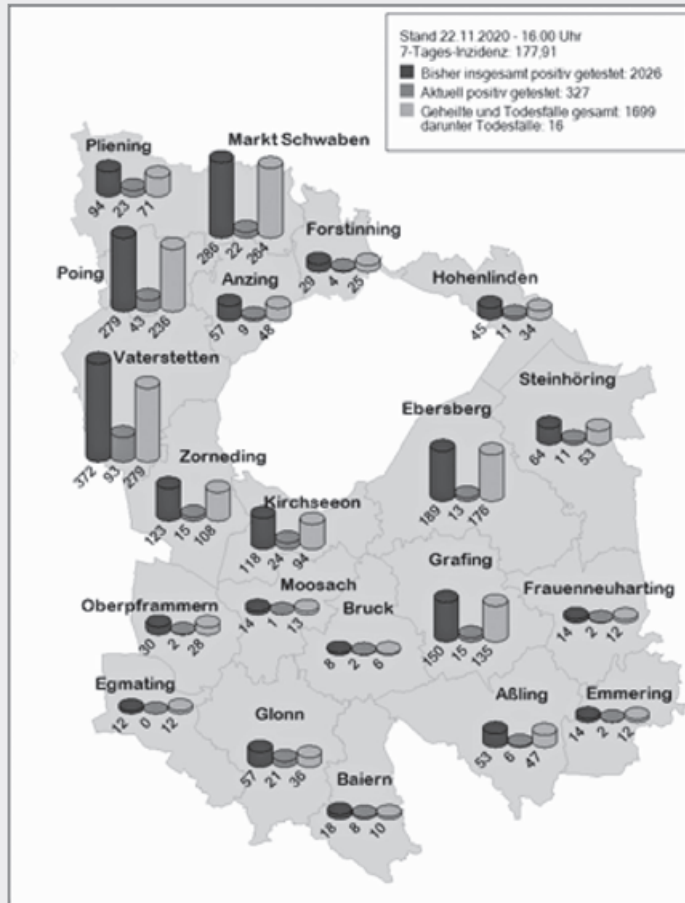 Stand 22.11.2020 - 16:00 Uhr
7-Tages-Inzidenz: 177,91
Bisher insgesamt positiv getestet: 2026
Aktuell positiv getestet: 327
Geheilte und Todesfälle gesamt: 1699
darunter Todesfälle: 16
Pliening
94 23 71
Markt Schwaben
286 22 264
Forstinning
29 4 25
Poing
279 43 236
Anzing
57 9 48
Hohenlinden
45 11 34
Vaterstetten
372 93 279
Steinhöring
64 11 53
Ebersberg
189 13 176
Zorneding
123 15 108
Kirchseeon
118 24 94
Grafing
150 15 135
Moosach
14 1 13
Frauenneuharting
14 2 12
Oberpframmern
30 2 28
Bruck
8 2 6
Egmating
12 0 12
Aßling
53 6 47
Emmering
14 2 12
Glonn
57 21 36
Baiern
18 8 10